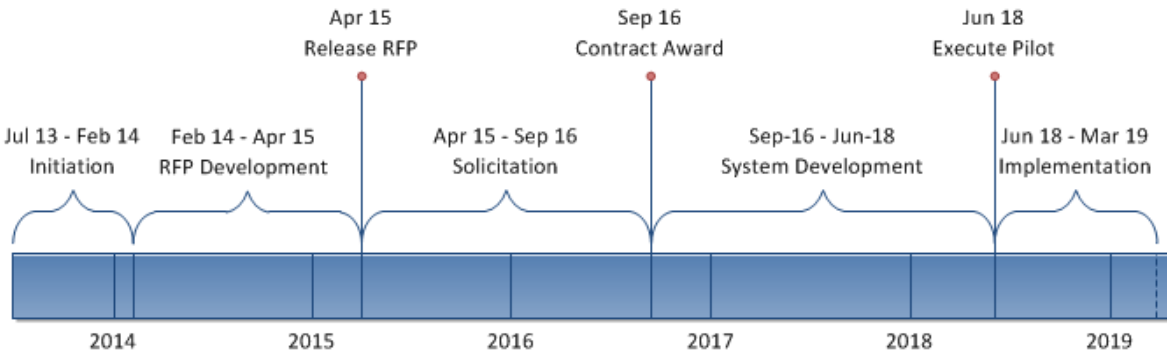 Apr 15
Release RFP
Sep 16
Contract Award
Jun 18
Execute Pilot
Jul 13 - Feb 14
Initiation
Feb 14 - Apr 15
RFP Development
Apr 15 - Sep 16
Solicitation
Sep-16 - Jun-18
System Development
Jun 18 - Mar 19
Implementation
2014
2015
2016
2017
2018
2019